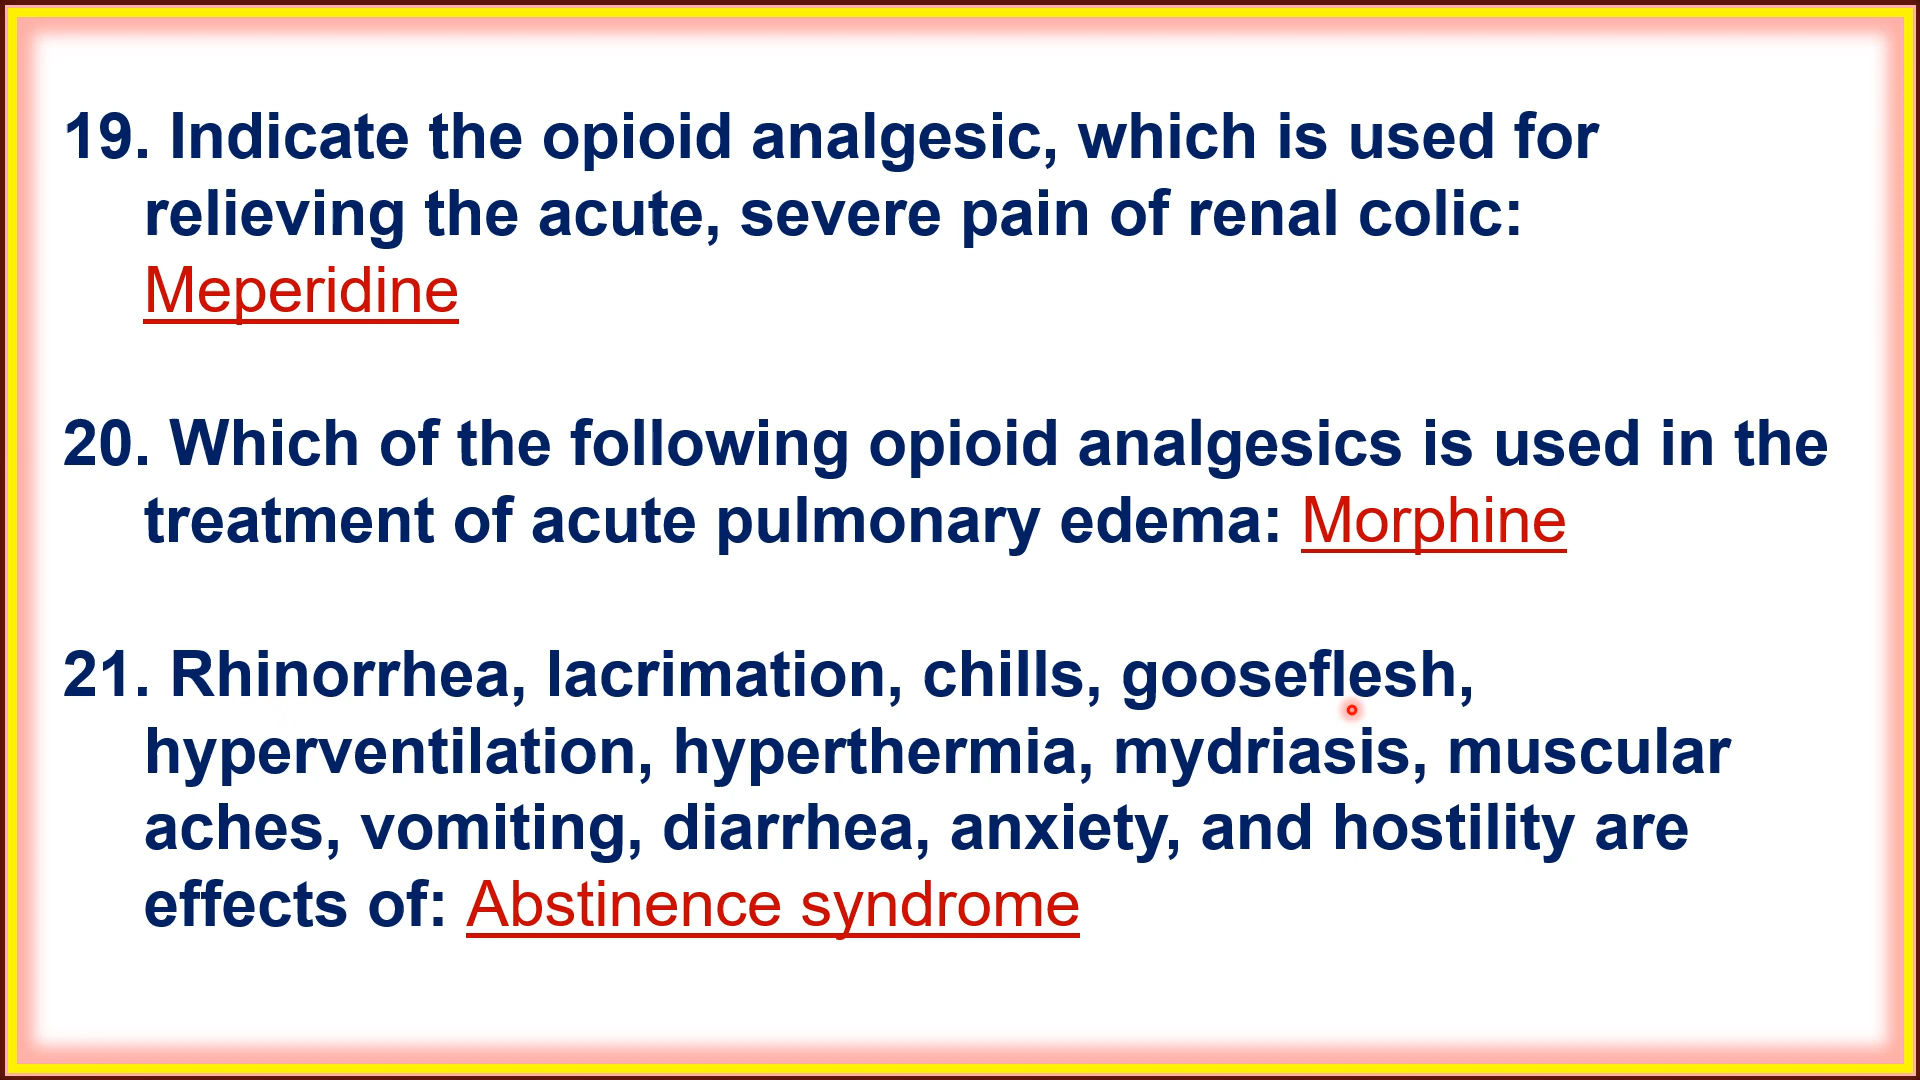 19. Indicate the opioid analgesic, which is used for
relieving the acute, severe pain of renal colic:
Meperidine
20. Which of the following opioid analgesics is used in the
treatment of acute pulmonary edema: Morphine
21. Rhinorrhea, lacrimation, chills, gooseflesh,
hyperventilation, hyperthermia, mydriasis, muscular
aches, vomiting, diarrhea, anxiety, and hostility are
effects of: Abstinence syndrome